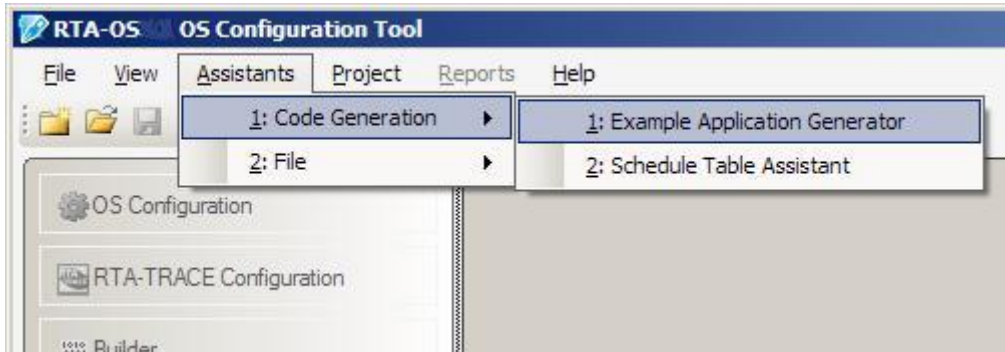 RTA-OS OS Configuration Tool
File View Assistants Project Reports Help
1: Code Generation
1: Example Application Generator
2: File
2: Schedule Table Assistant
OS Configuration
RTA-TRACE Configuration
Builder